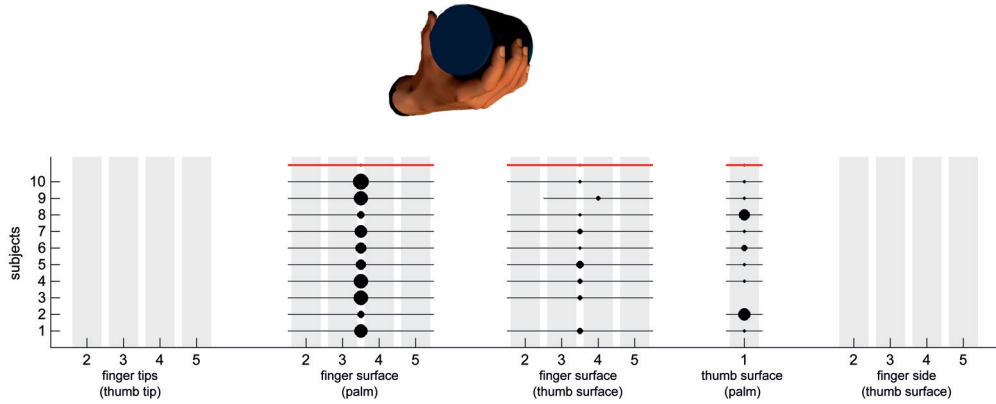 subjects
10
9
8
7
6
5
4
3
2
1
2 3 4 5 2 3 4 5 2 3 4 5 1 2 3 4 5
finger tips finger surface finger surface thumb surface finger side
(thumb tip) (palm) (thumb surface) (palm) (thumb surface)